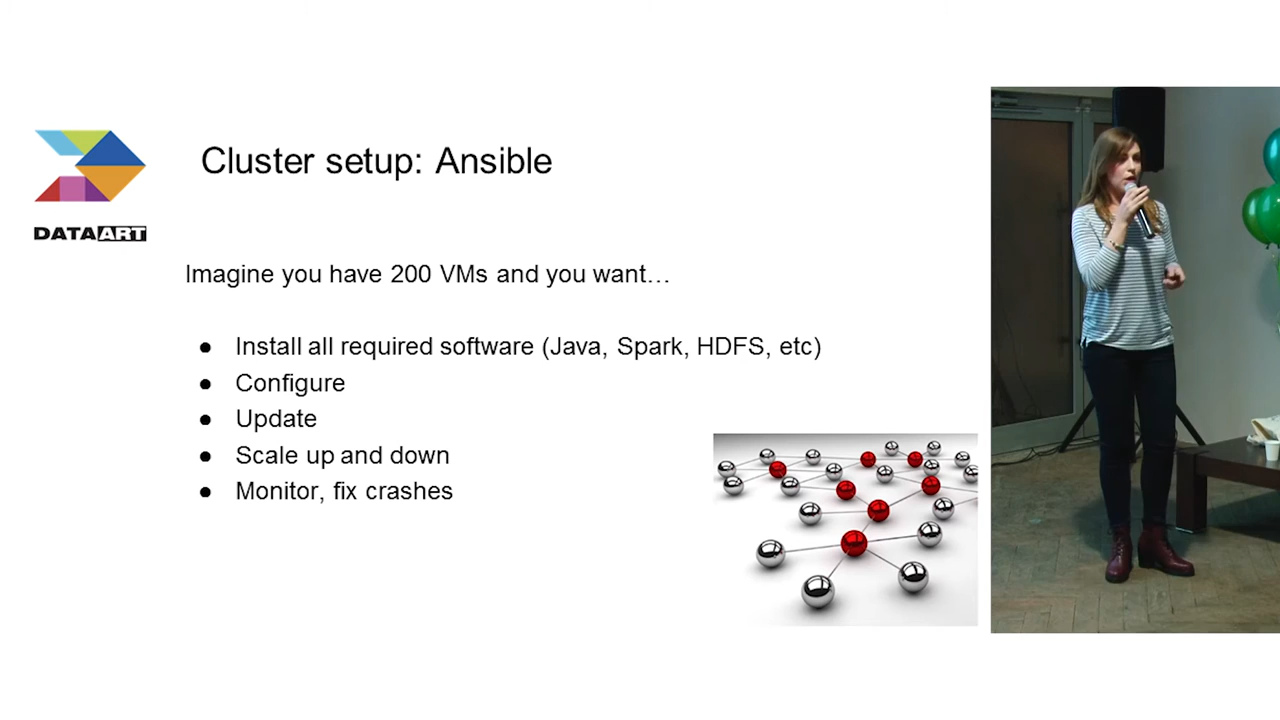 Cluster setup: Ansible
DATAART
Imagine you have 200 VMs and you want…
● Install all required software (Java, Spark, HDFS, etc)
● Configure
● Update
● Scale up and down
● Monitor, fix crashes